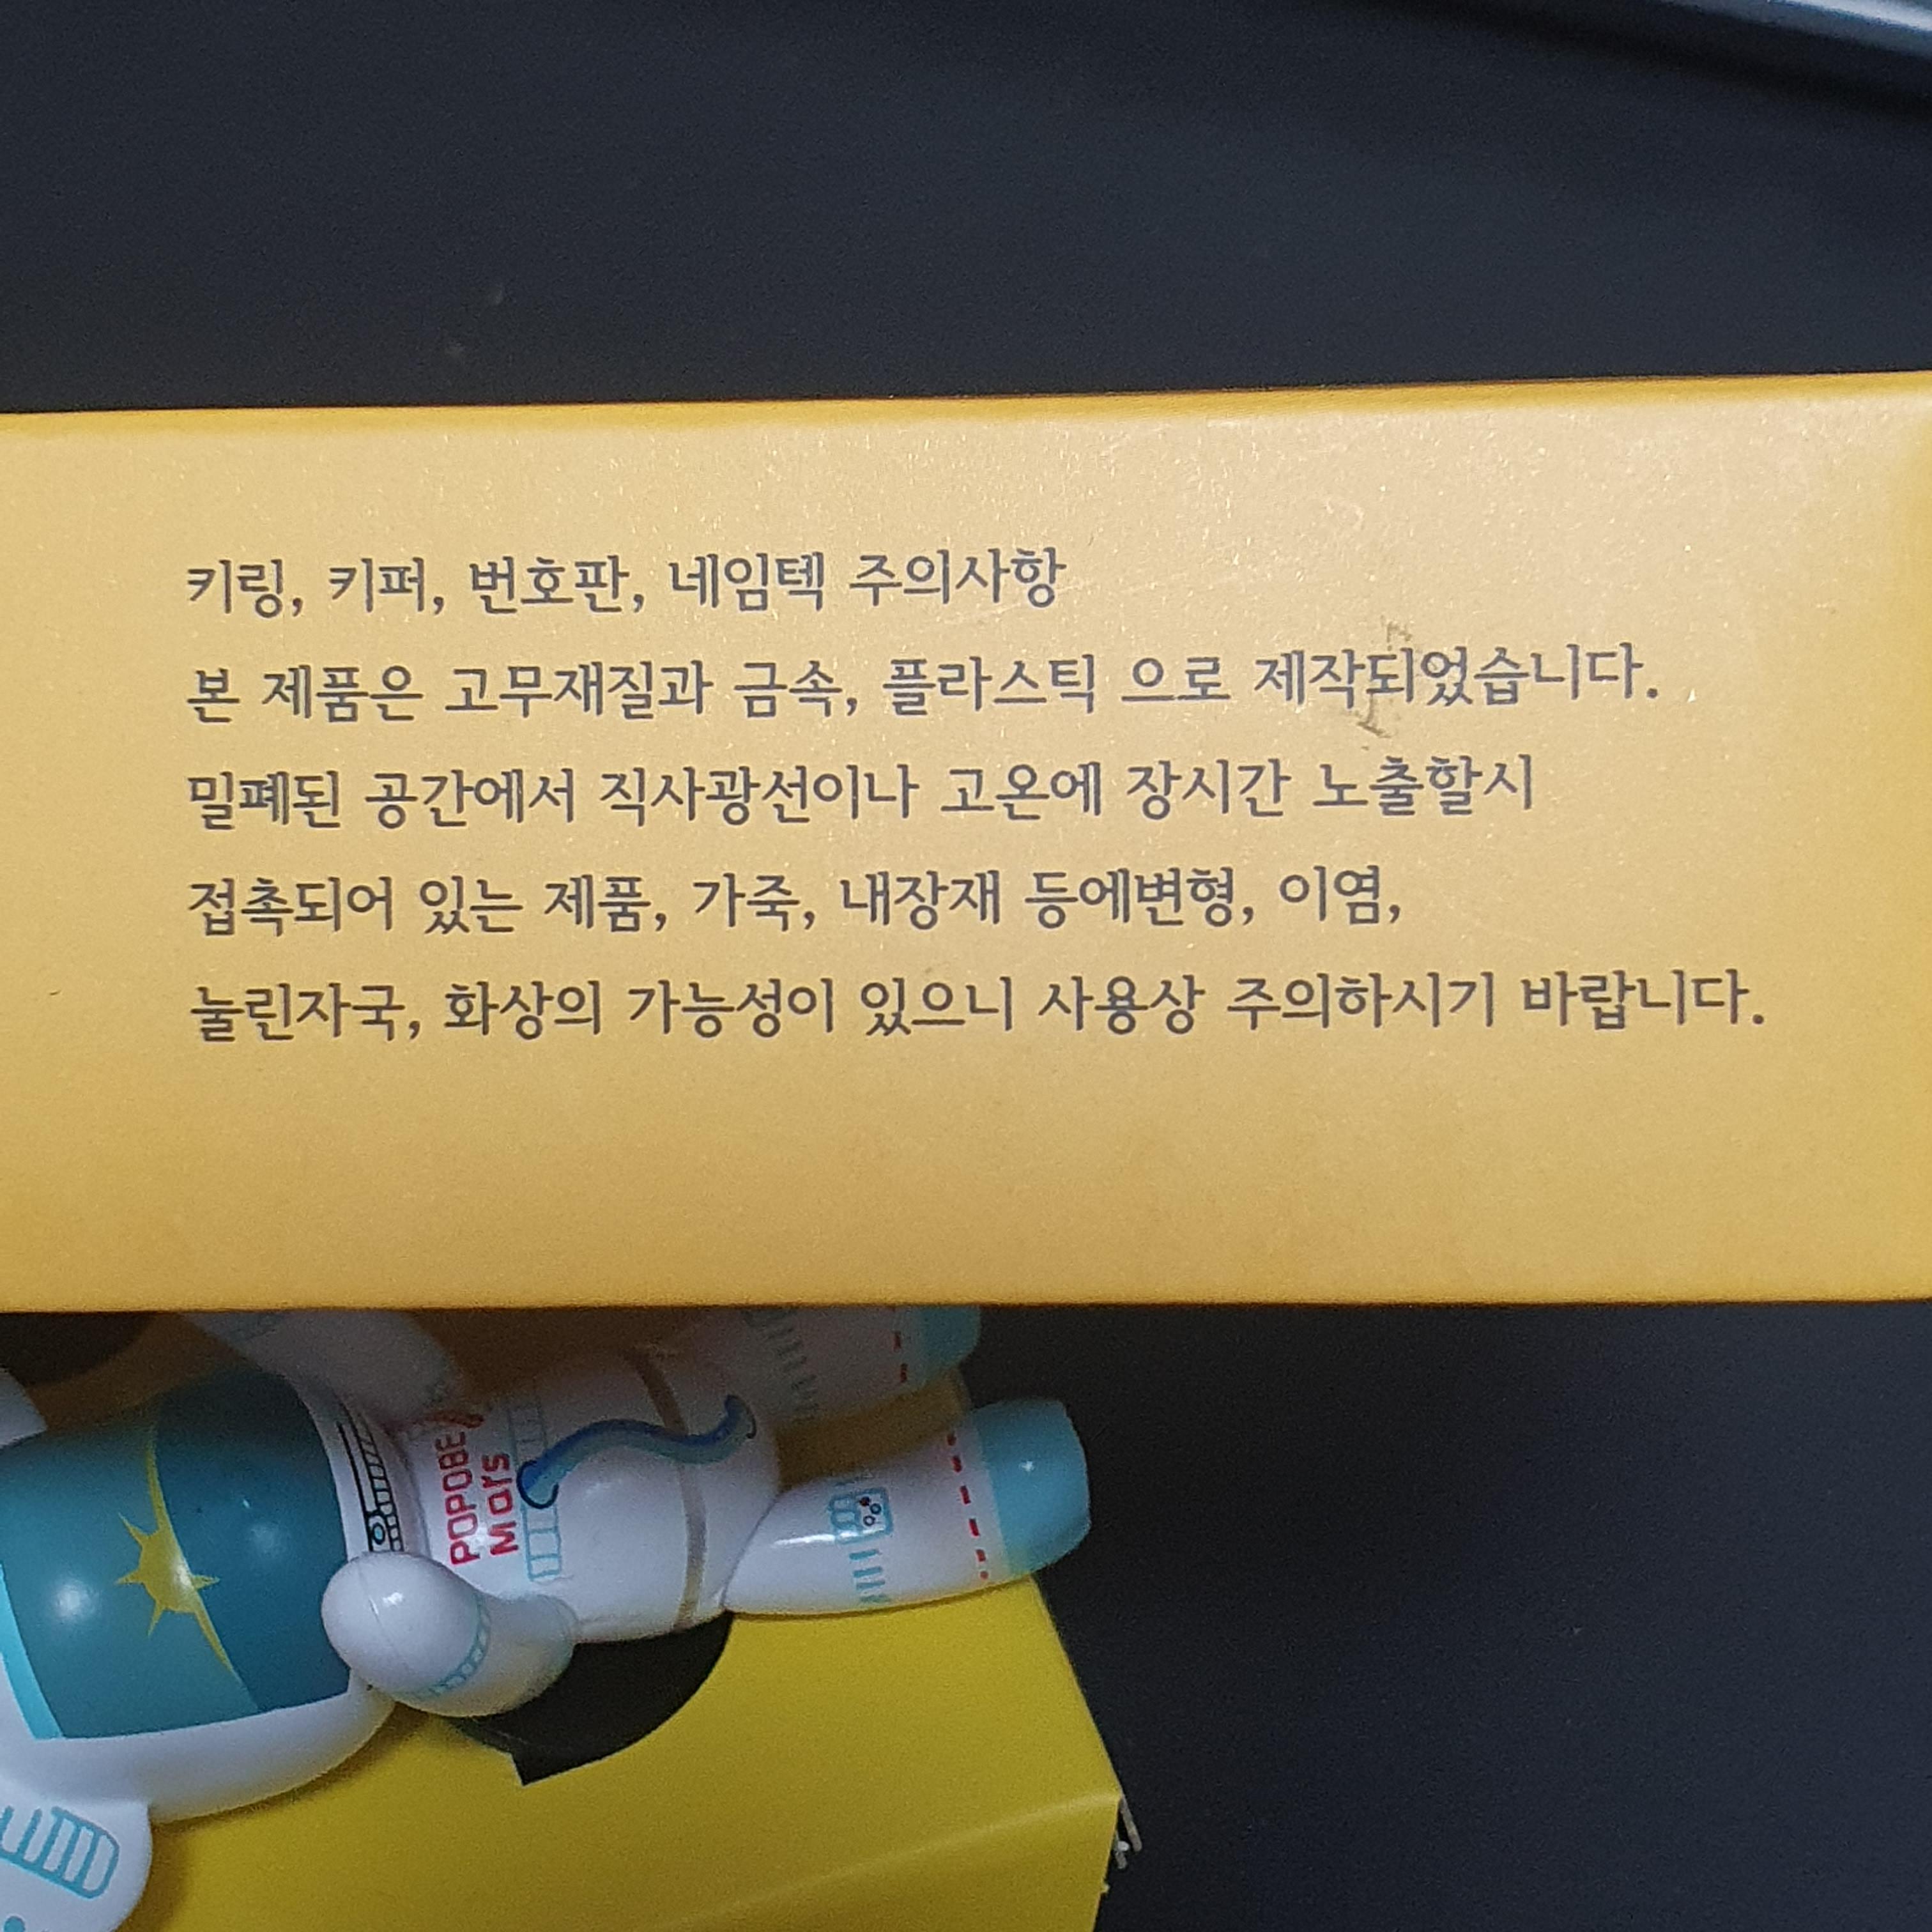 키링, 키퍼, 번호판, 네임텍 주의사항
본 제품은 고무재질과 금속, 플라스틱 으로 제작되었습니다.
밀폐된 공간에서 직사광선이나 고온에 장시간 노출할시
접촉되어 있는 제품, 가죽, 내장재 등에변형, 이염,
눌린자국, 화상의 가능성이 있으니 사용상 주의하시기 바랍니다.
POPOBE
Mars